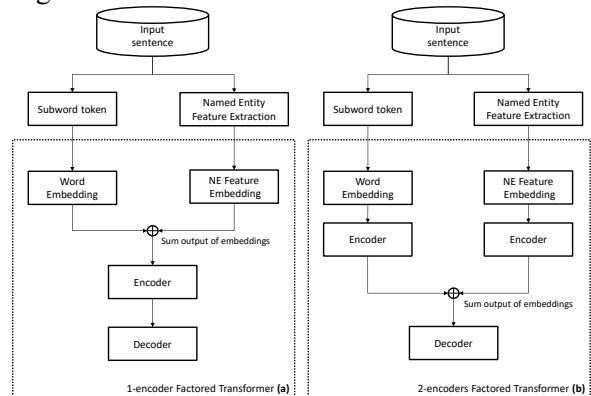 Input
sentence
Subword token
Named Entity
Feature Extraction
Word
Embedding
NE Feature
Embedding
Sum output of embeddings
Encoder
Decoder
1-encoder Factored Transformer (a)
Input
sentence
Subword token
Named Entity
Feature Extraction
Word
Embedding
NE Feature
Embedding
Encoder
Encoder
Sum output of embeddings
Decoder
2-encoders Factored Transformer (b)